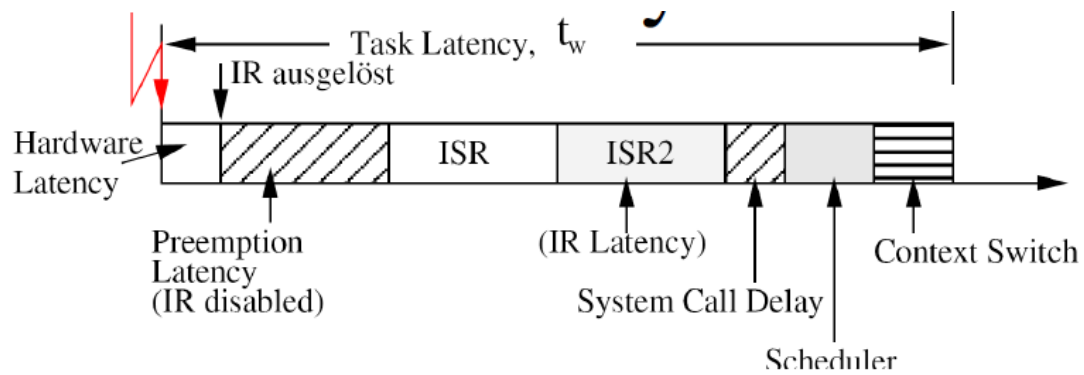 Task Latency, t_w
IR ausgelöst
Hardware
Latency
ISR
ISR2
Preemption
Latency
(IR disabled)
(IR Latency)
System Call Delay
Context Switch
Scheduler